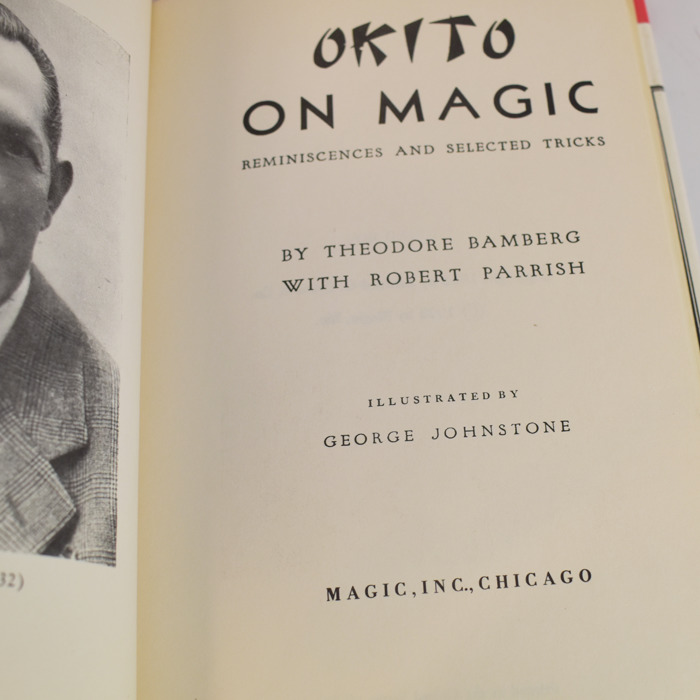 32)
OKITO
ON MAGIC
REMINISCENCES AND SELECTED TRICKS
BY THEODORE BAMBERG
WITH ROBERT PARRISH
ILLUSTRATED BY
GEORGE JOHNSTONE
MAGIC, INC., CHICAGO